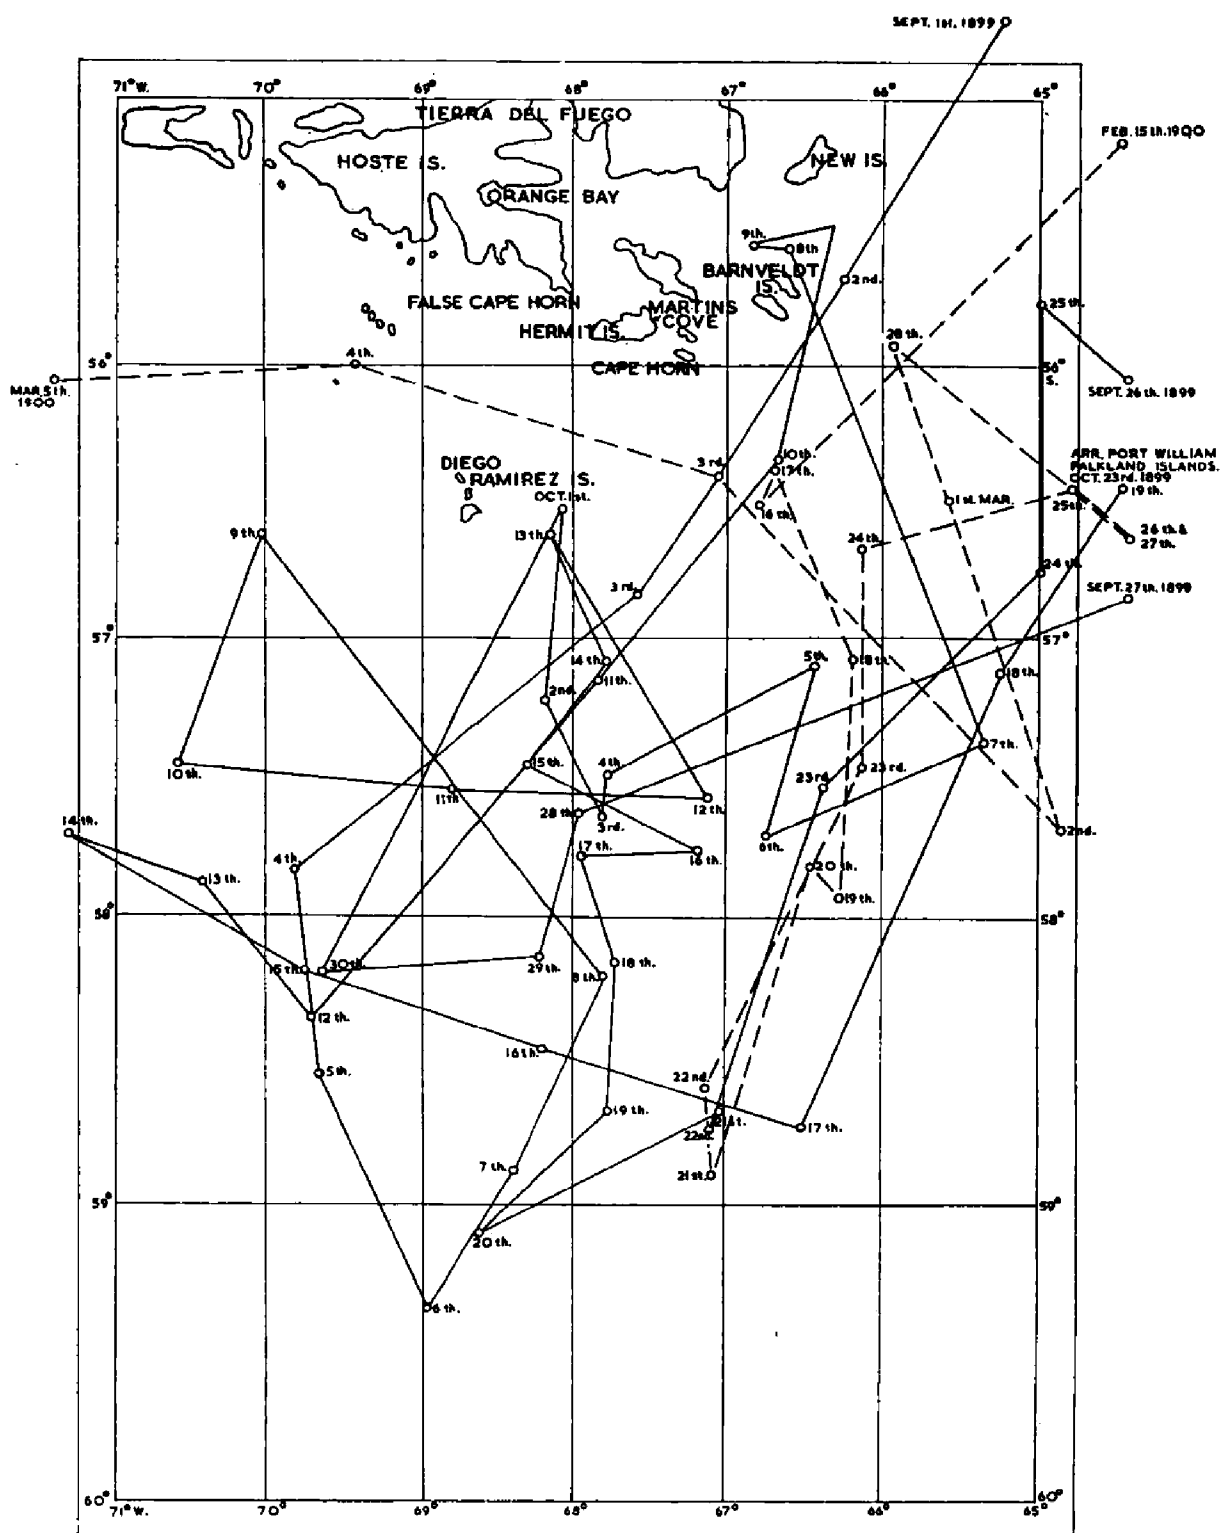 SEPT. 1st. 1899
71° W.
70°
69°
68°
67°
66°
65°
TIERRA DEL FUEGO
FEB. 15th. 1900
HOSTE IS.
NEW IS.
ORANGE BAY
9th.
8th
BARNVELDT
IS.
2nd.
FALSE CAPE HORN
MARTINS
COVE
25th.
HERMIT IS.
28th.
4th.
CAPE HORN
56°
56°
S.
MAR. 5th.
1900
SEPT. 26th. 1899
DIEGO
RAMIREZ IS.
OCT. 1st.
3rd.
10th.
17th.
16th.
1st. MAR.
ARR. PORT WILLIAM
FALKLAND ISLANDS.
OCT. 23rd. 1899
19th.
25th.
9th.
13th.
24th.
26th &
27th.
3rd.
24th.
SEPT. 27th. 1899
57°
57°
14th.
11th.
5th.
18th.
18th.
2nd.
10th.
15th.
4th.
23rd
23rd.
7th.
11th
12th.
28th.
3rd.
14th.
6th.
2nd.
4th.
17th.
16th.
13th.
20th.
19th.
58°
58°
15th.
30th.
29th.
18th.
8th.
12th.
16th.
5th.
22nd.
19th.
21st.
22nd.
17th.
7th.
21st.
59°
59°
20th.
6th.
60°
60°
71° W.
70°
69°
68°
67°
66°
65°